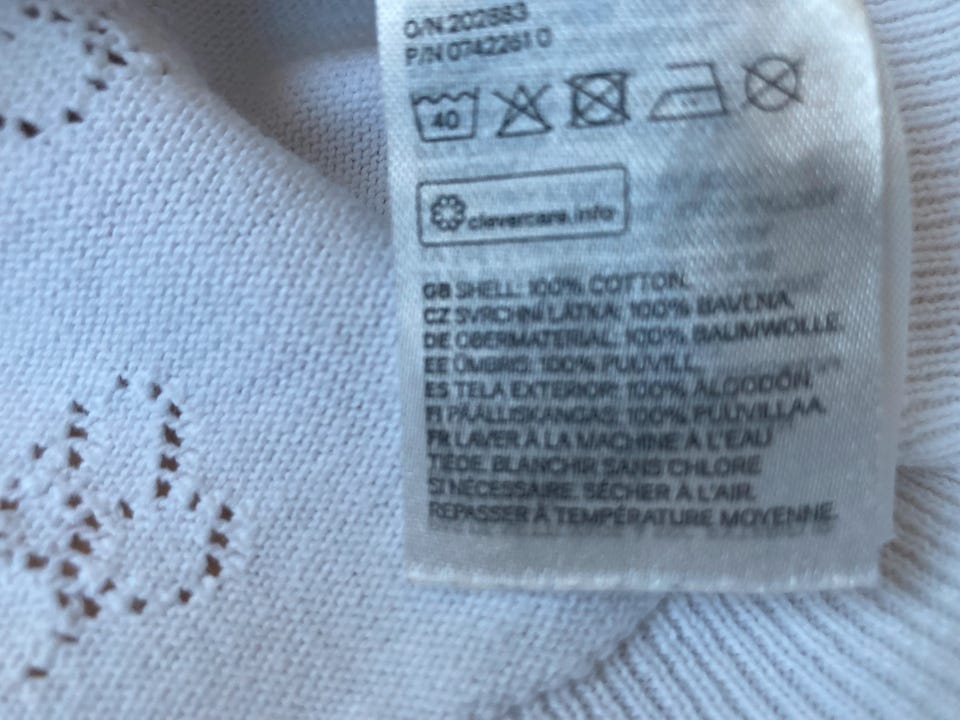 O/N 202883
P/N 0742261 0
40
clevercare.info
GB SHELL: 100% COTTON.
CZ SVRCHNÍ LÁTKA: 100% BAVLNA.
DE OBERMATERIAL: 100% BAUMWOLLE.
EE ÜMBRIS: 100% PUUVILL.
ES TELA EXTERIOR: 100% ALGODÓN.
FI PÄÄLLISKANGAS: 100% PUUVILLAA.
FR LAVER À LA MACHINE À L'EAU
TIÈDE. BLANCHIR SANS CHLORE
SI NÉCESSAIRE. SÉCHER À L'AIR.
REPASSER À TEMPÉRATURE MOYENNE.